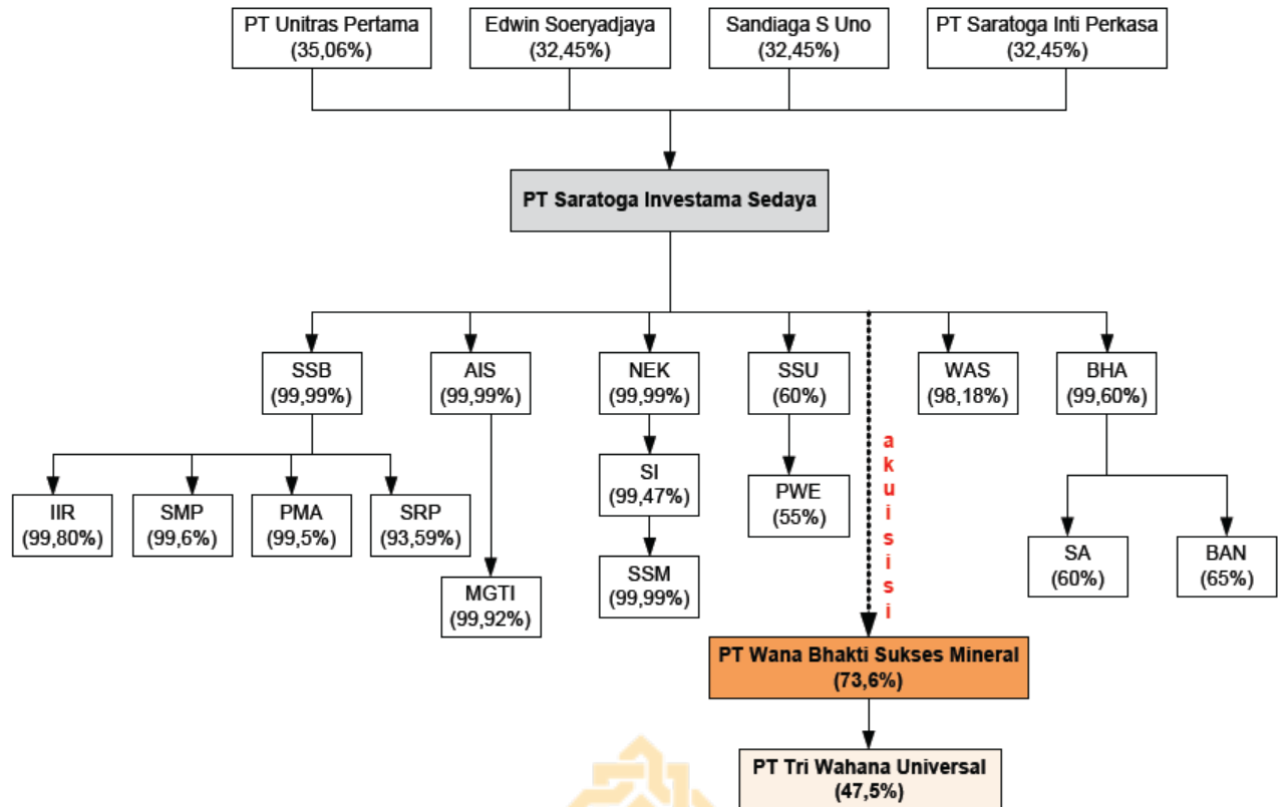 PT Unitras Pertama
(35,06%)
Edwin Soeryadjaya
(32,45%)
Sandiaga S Uno
(32,45%)
PT Saratoga Inti Perkasa
(32,45%)
PT Saratoga Investama Sedaya
SSB
(99,99%)
AIS
(99,99%)
NEK
(99,99%)
SSU
(60%)
WAS
(98,18%)
BHA
(99,60%)
akuisisi
IIR
(99,80%)
SMP
(99,6%)
PMA
(99,5%)
SRP
(93,59%)
MGTI
(99,92%)
SI
(99,47%)
SSM
(99,99%)
PWE
(55%)
SA
(60%)
BAN
(65%)
PT Wana Bhakti Sukses Mineral
(73,6%)
PT Tri Wahana Universal
(47,5%)